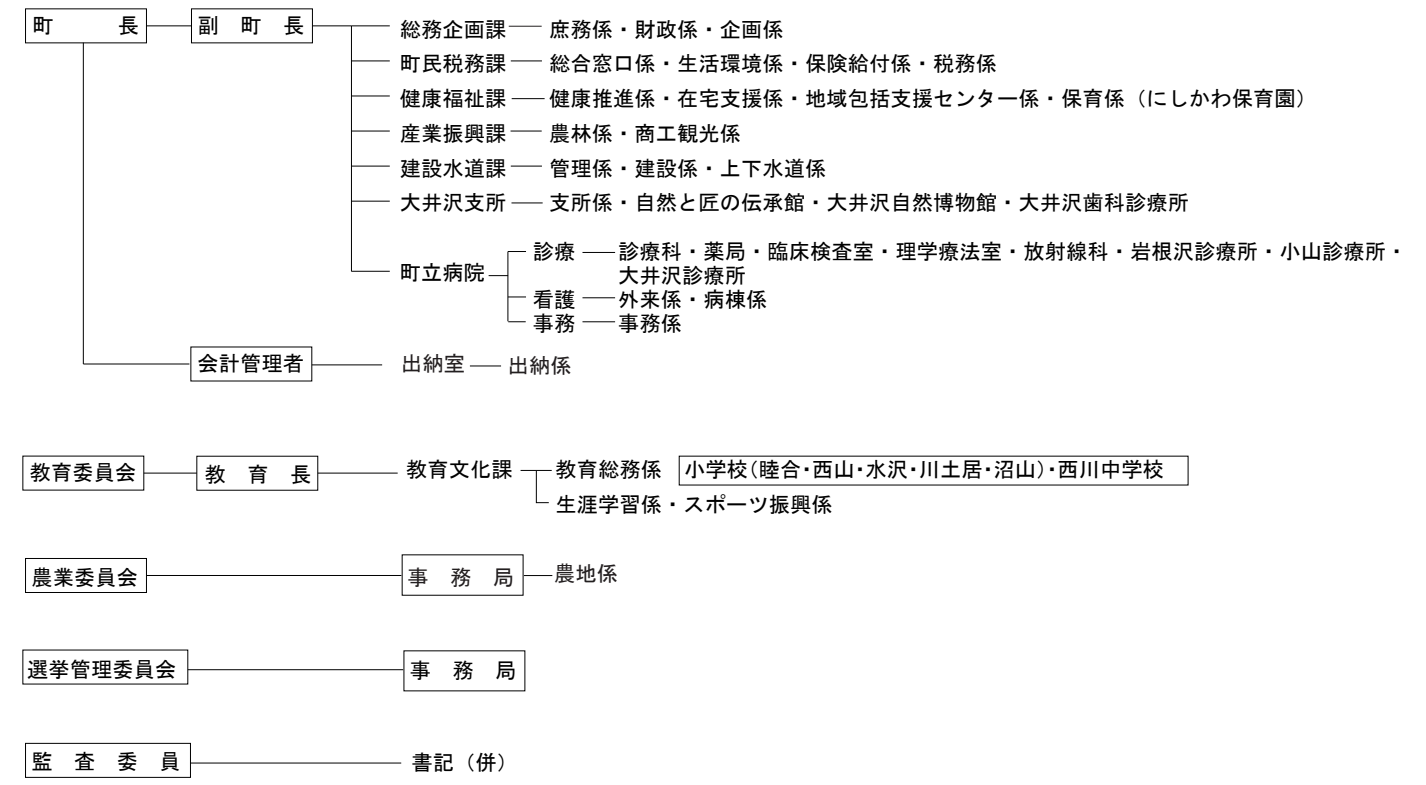 町　　長　副　町　長　総務企画課　庶務係・財政係・企画係
町民税務課　総合窓口係・生活環境係・保険給付係・税務係
健康福祉課　健康推進係・在宅支援係・地域包括支援センター係・保育係（にしかわ保育園）
産業振興課　農林係・商工観光係
建設水道課　管理係・建設係・上下水道係
大井沢支所　支所係・自然と匠の伝承館・大井沢自然博物館・大井沢歯科診療所
町立病院　診療　診療科・薬局・臨床検査室・理学療法室・放射線科・岩根沢診療所・小山診療所・
大井沢診療所
看護　外来係・病棟係
事務　事務係
会計管理者　出納室　出納係
教育委員会　教　育　長　教育文化課　教育総務係　小学校（睦合・西山・水沢・川土居・沼山）・西川中学校
生涯学習係・スポーツ振興係
農業委員会　事　務　局　農地係
選挙管理委員会　事　務　局
監　査　委　員　書記（併）